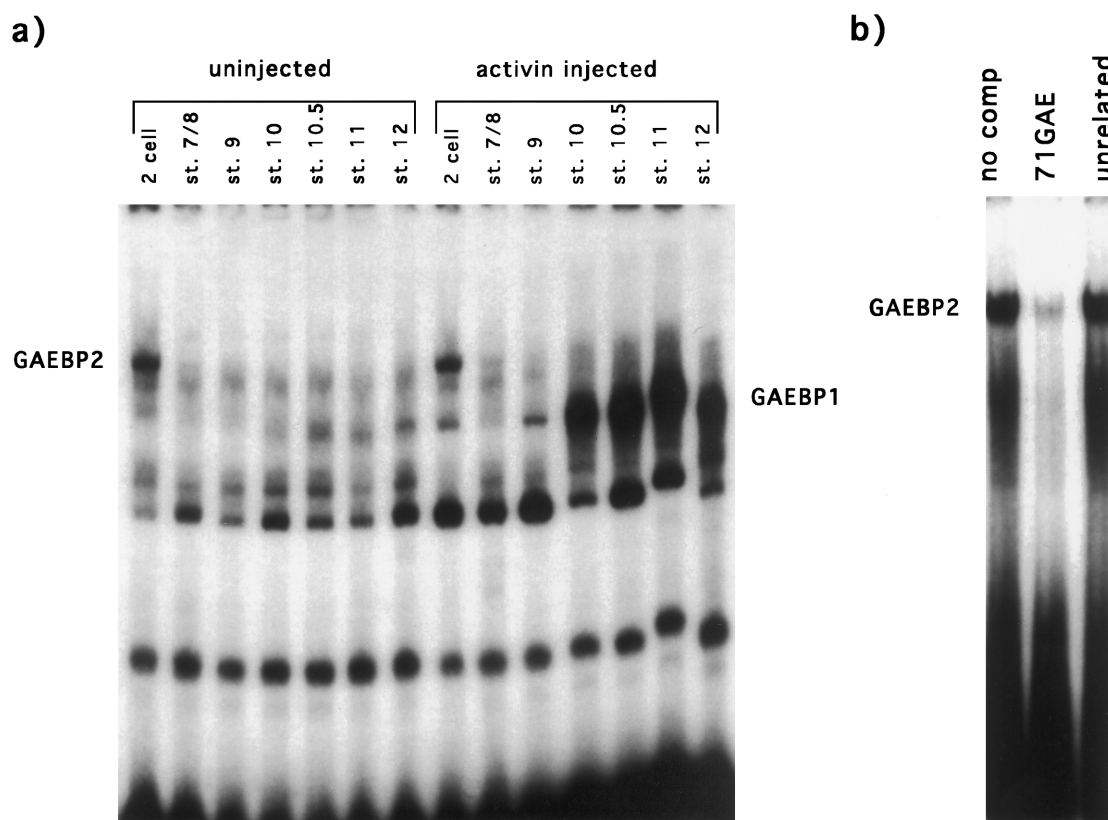 a)
uninjected
activin injected
2 cell
st. 7/8
st. 9
st. 10
st. 10.5
st. 11
st. 12
2 cell
st. 7/8
st. 9
st. 10
st. 10.5
st. 11
st. 12
GAEBP2
GAEBP1
b)
no comp
71GAE
unrelated
GAEBP2